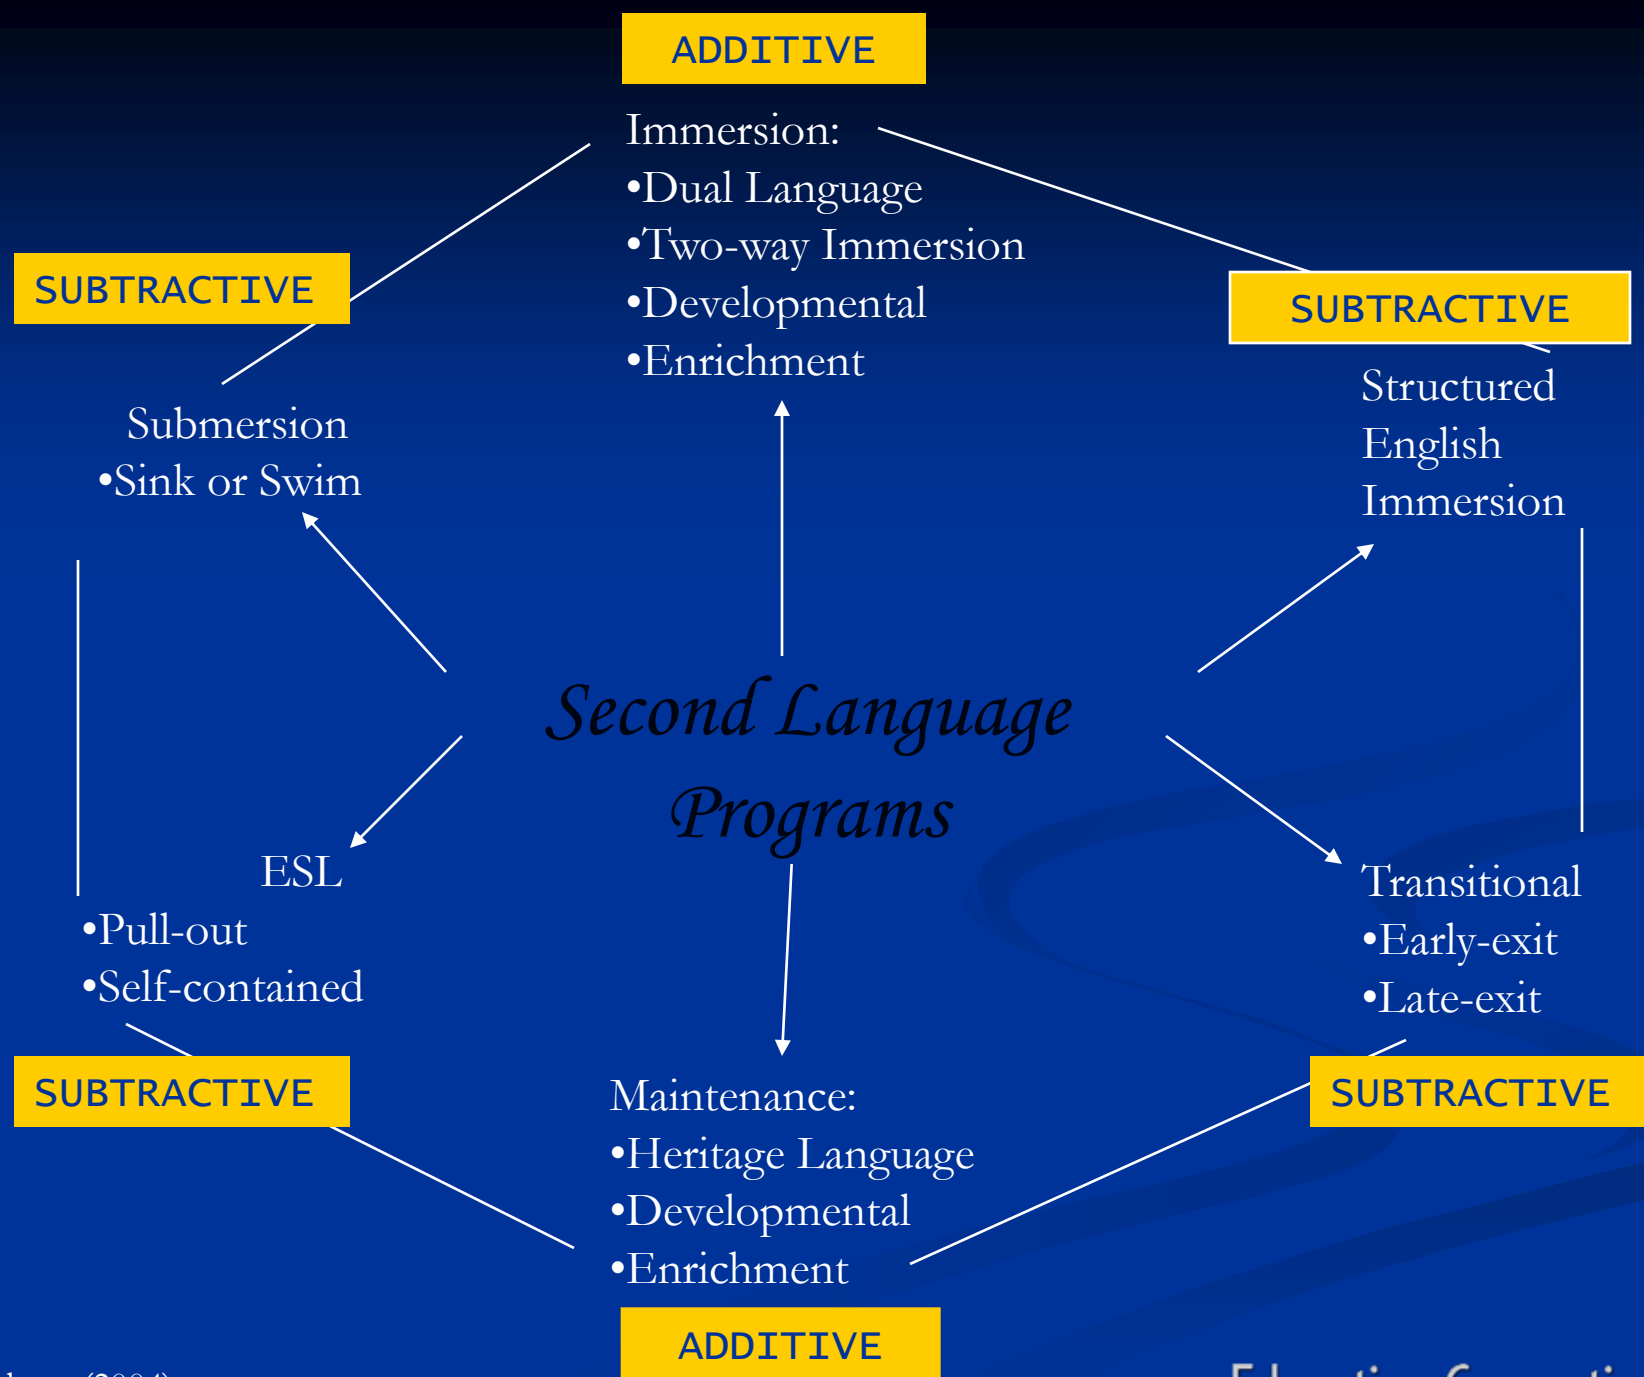 ADDITIVE
Immersion:
•Dual Language
•Two-way Immersion
•Developmental
•Enrichment
SUBTRACTIVE
Submersion
•Sink or Swim
SUBTRACTIVE
Structured
English
Immersion
Second Language
Programs
ESL
•Pull-out
•Self-contained
SUBTRACTIVE
Transitional
•Early-exit
•Late-exit
SUBTRACTIVE
Maintenance:
•Heritage Language
•Developmental
•Enrichment
ADDITIVE